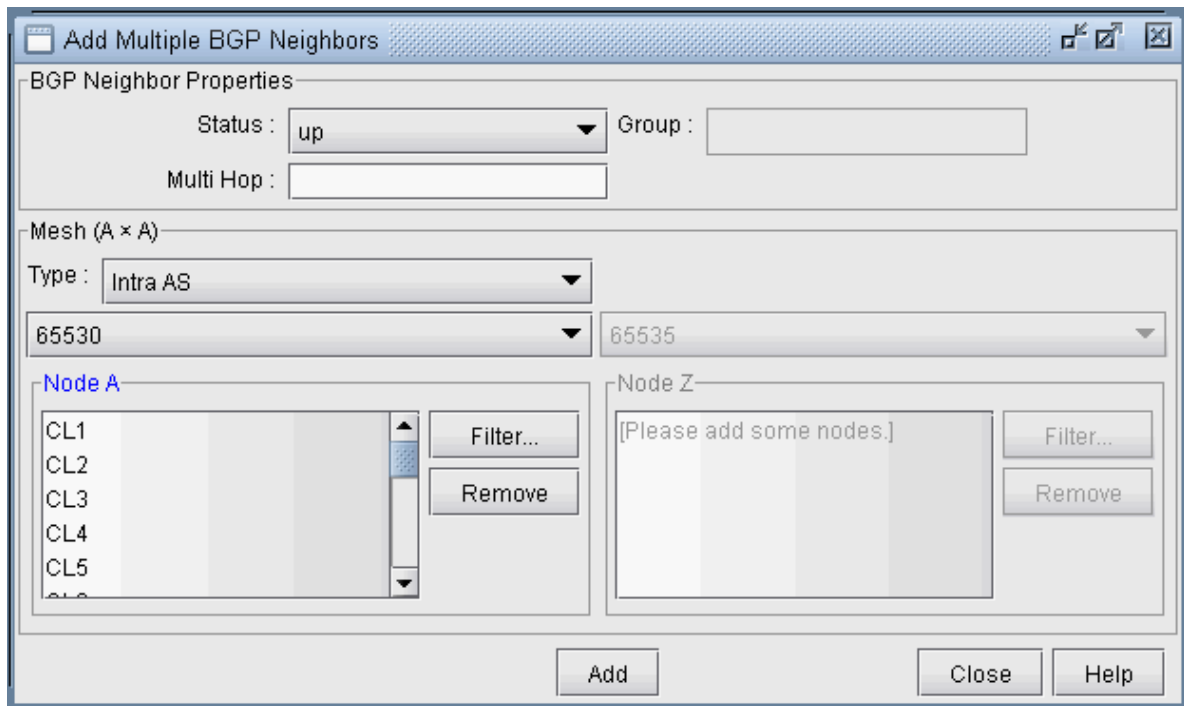 Add Multiple BGP Neighbors
BGP Neighbor Properties
Status : up Group :
Multi Hop :
Mesh (A × A)
Type : Intra AS
65530 65535
Node A Node Z
CL1 Filter... [Please add some nodes.] Filter...
CL2
CL3 Remove Remove
CL4
CL5
Add Close Help